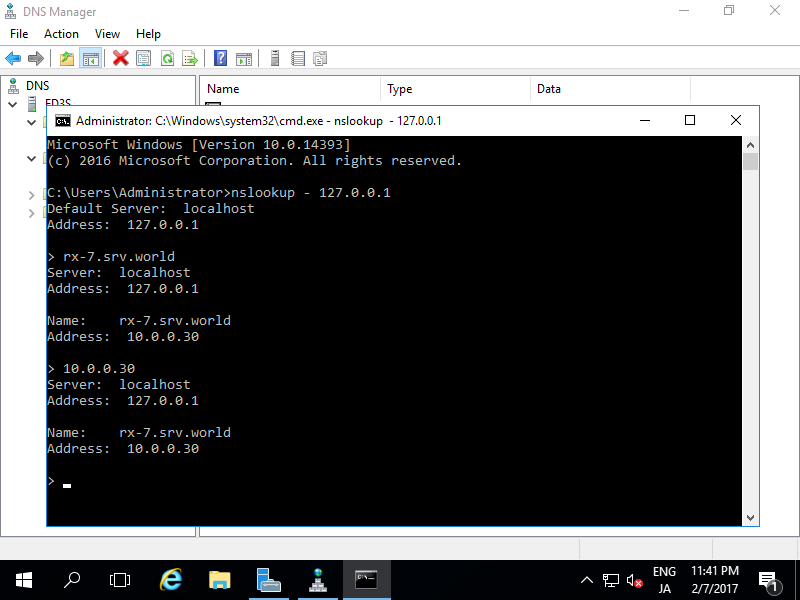 DNS Manager
File Action View Help
DNS
FD3S
Name Type Data
Administrator: C:\Windows\system32\cmd.exe - nslookup - 127.0.0.1
Microsoft Windows [Version 10.0.14393]
(c) 2016 Microsoft Corporation. All rights reserved.
C:\Users\Administrator>nslookup - 127.0.0.1
Default Server:  localhost
Address:  127.0.0.1
> rx-7.srv.world
Server:  localhost
Address:  127.0.0.1
Name:    rx-7.srv.world
Address:  10.0.0.30
> 10.0.0.30
Server:  localhost
Address:  127.0.0.1
Name:    rx-7.srv.world
Address:  10.0.0.30
>
ENG 11:41 PM
JA 2/7/2017
1